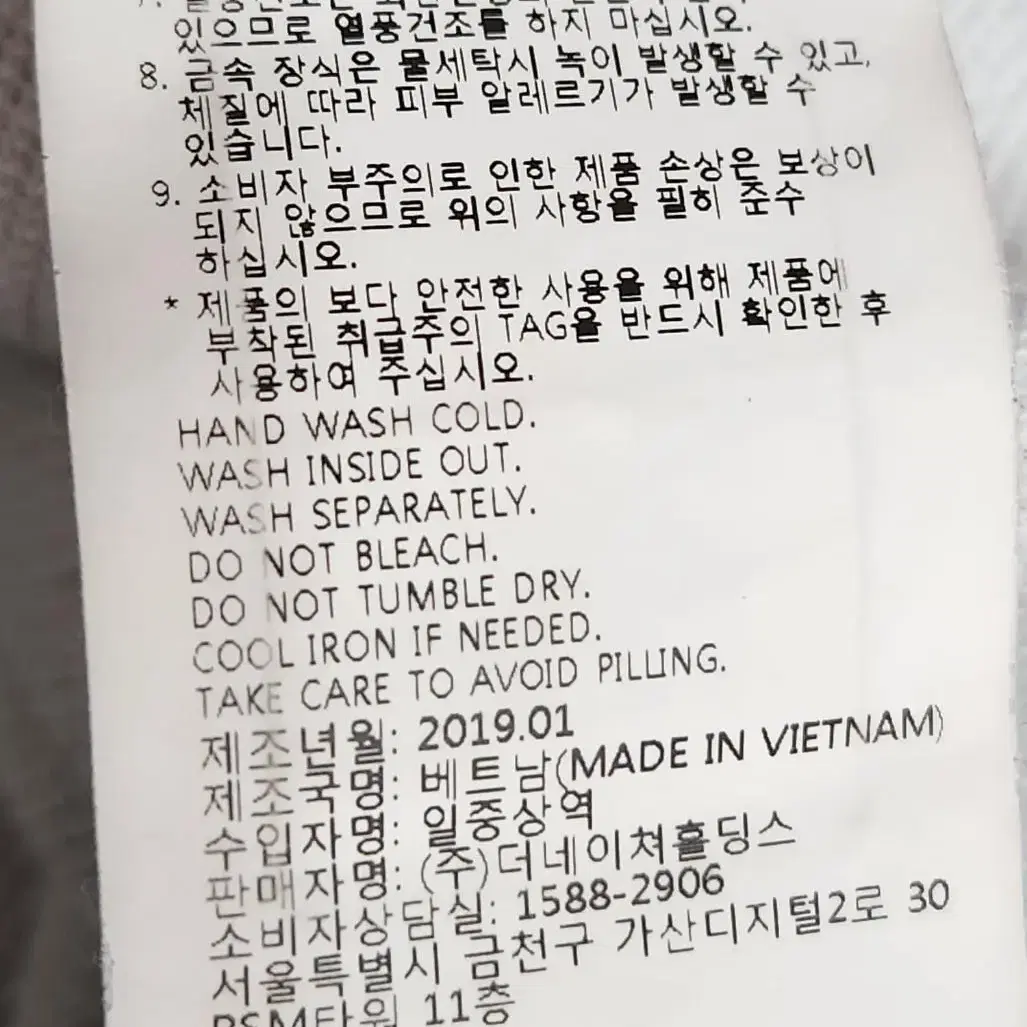 있으므로 열풍건조를 하지 마십시오.
8. 금속 장식은 물세탁시 녹이 발생할 수 있고,
체질에 따라 피부 알레르기가 발생할 수
있습니다.
9. 소비자 부주의로 인한 제품 손상은 보상이
되지 않으므로 위의 사항을 필히 준수
하십시오.
* 제품의 보다 안전한 사용을 위해 제품에
부착된 취급주의 TAG을 반드시 확인한 후
사용하여 주십시오.
HAND WASH COLD.
WASH INSIDE OUT.
WASH SEPARATELY.
DO NOT BLEACH.
DO NOT TUMBLE DRY.
COOL IRON IF NEEDED.
TAKE CARE TO AVOID PILLING.
제조년월: 2019.01
제조국명: 베트남(MADE IN VIETNAM)
수입자명: 일중상역
판매자명: (주)더네이쳐홀딩스
소비자상담실: 1588-2906
서울특별시 금천구 가산디지털2로 30
11층